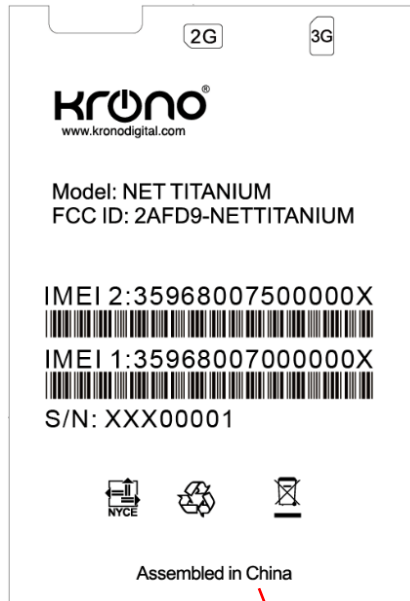 2G
3G
KRONO®
www.kronodigital.com
Model: NET TITANIUM
FCC ID: 2AFD9-NETTITANIUM
IMEI 2:35968007500000X
IMEI 1:35968007000000X
S/N: XXX00001
NYCE
Assembled in China